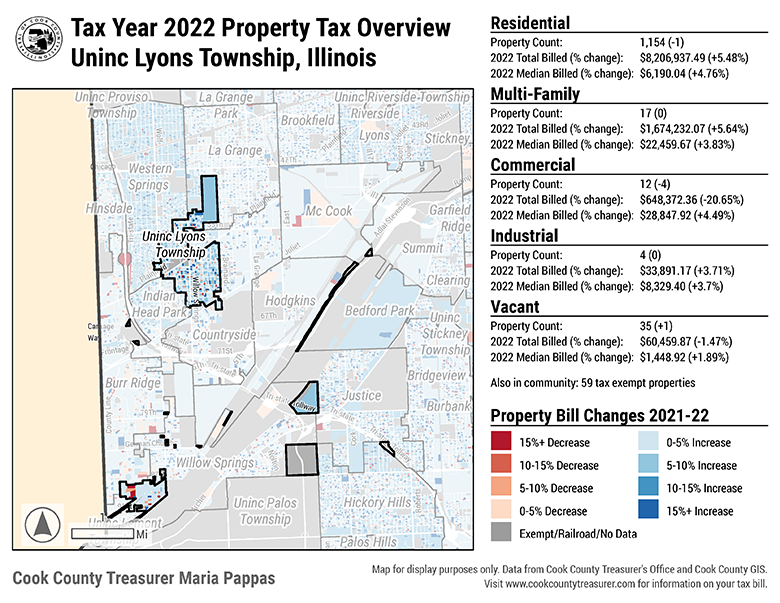 Tax Year 2022 Property Tax Overview
Uninc Lyons Township, Illinois
Uninc Proviso
Township
La Grange
Park
Uninc Riverside Township
Riverside
Brookfield
Lyons
Stickney
La Grange
47Th
Western
Springs
Hinsdale
Mc Cook
Garfield
Ridge
Uninc Lyons
Township
Summit
Clearing
Indian
Head Park
Hodgkins
67Th
Bedford Park
Uninc
Stickney
Township
Countryside
71St
Burr Ridge
Bridgeview
Justice
Burbank
Willow Springs
Uninc Palos
Township
Hickory Hills
Uninc Lemont
Palos Hills
Mi
Residential
Property Count: 1,154 (-1)
2022 Total Billed (% change): $8,206,937.49 (+5.48%)
2022 Median Billed (% change): $6,190.04 (+4.76%)
Multi-Family
Property Count: 17 (0)
2022 Total Billed (% change): $1,674,232.07 (+5.64%)
2022 Median Billed (% change): $22,459.67 (+3.83%)
Commercial
Property Count: 12 (-4)
2022 Total Billed (% change): $648,372.36 (-20.65%)
2022 Median Billed (% change): $28,847.92 (+4.49%)
Industrial
Property Count: 4 (0)
2022 Total Billed (% change): $33,891.17 (+3.71%)
2022 Median Billed (% change): $8,329.40 (+3.7%)
Vacant
Property Count: 35 (+1)
2022 Total Billed (% change): $60,459.87 (-1.47%)
2022 Median Billed (% change): $1,448.92 (+1.89%)
Also in community: 59 tax exempt properties
Property Bill Changes 2021-22
15%+ Decrease
0-5% Increase
10-15% Decrease
5-10% Increase
5-10% Decrease
10-15% Increase
0-5% Decrease
15%+ Increase
Exempt/Railroad/No Data
Cook County Treasurer Maria Pappas
Map for display purposes only. Data from Cook County Treasurer's Office and Cook County GIS.
Visit www.cookcountytreasurer.com for information on your tax bill.